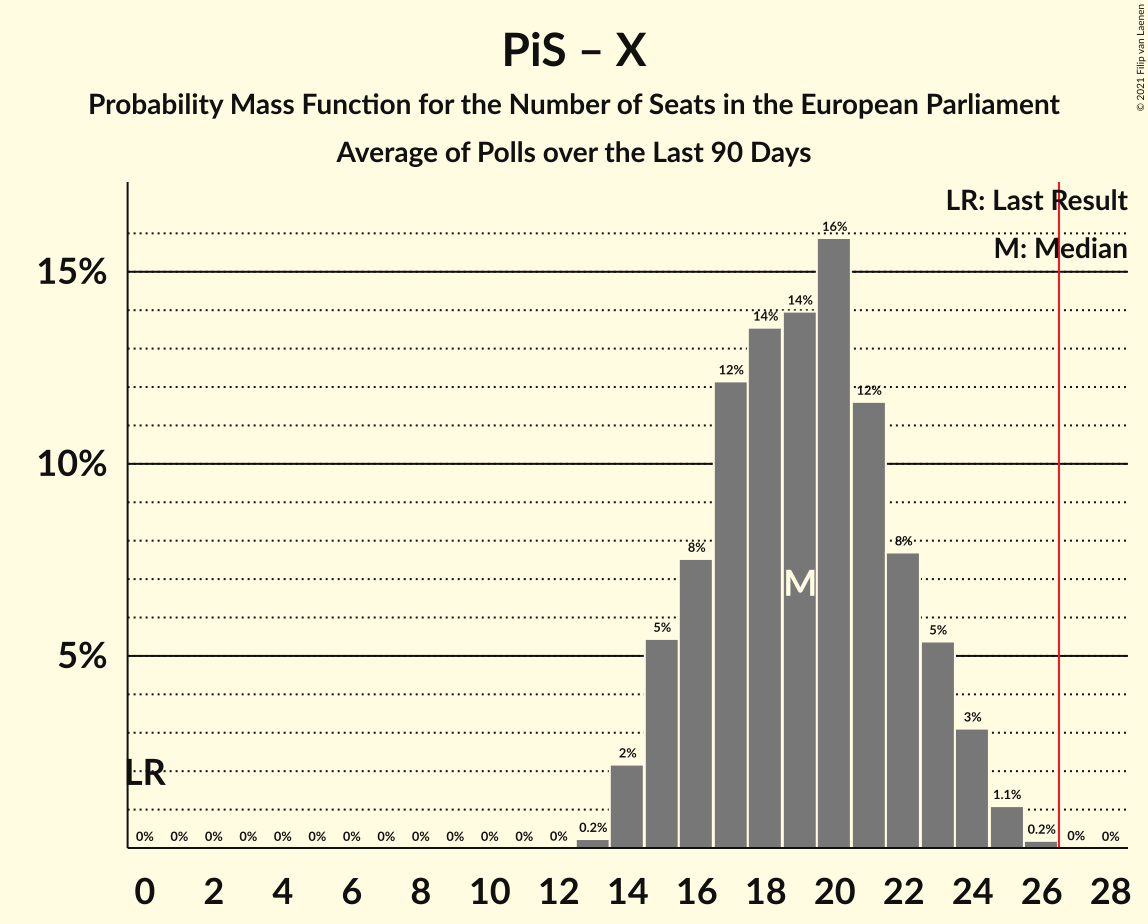 PiS – X
Probability Mass Function for the Number of Seats in the European Parliament
Average of Polls over the Last 90 Days
© 2021 Filip van Laenen
LR: Last Result
M: Median
15%
10%
5%
0% 0% 0% 0% 0% 0% 0% 0% 0% 0% 0% 0% 0% 0.2% 2% 5% 8% 12% 14% 14% 16% 12% 8% 5% 3% 1.1% 0.2% 0% 0%
M
LR
0 2 4 6 8 10 12 14 16 18 20 22 24 26 28